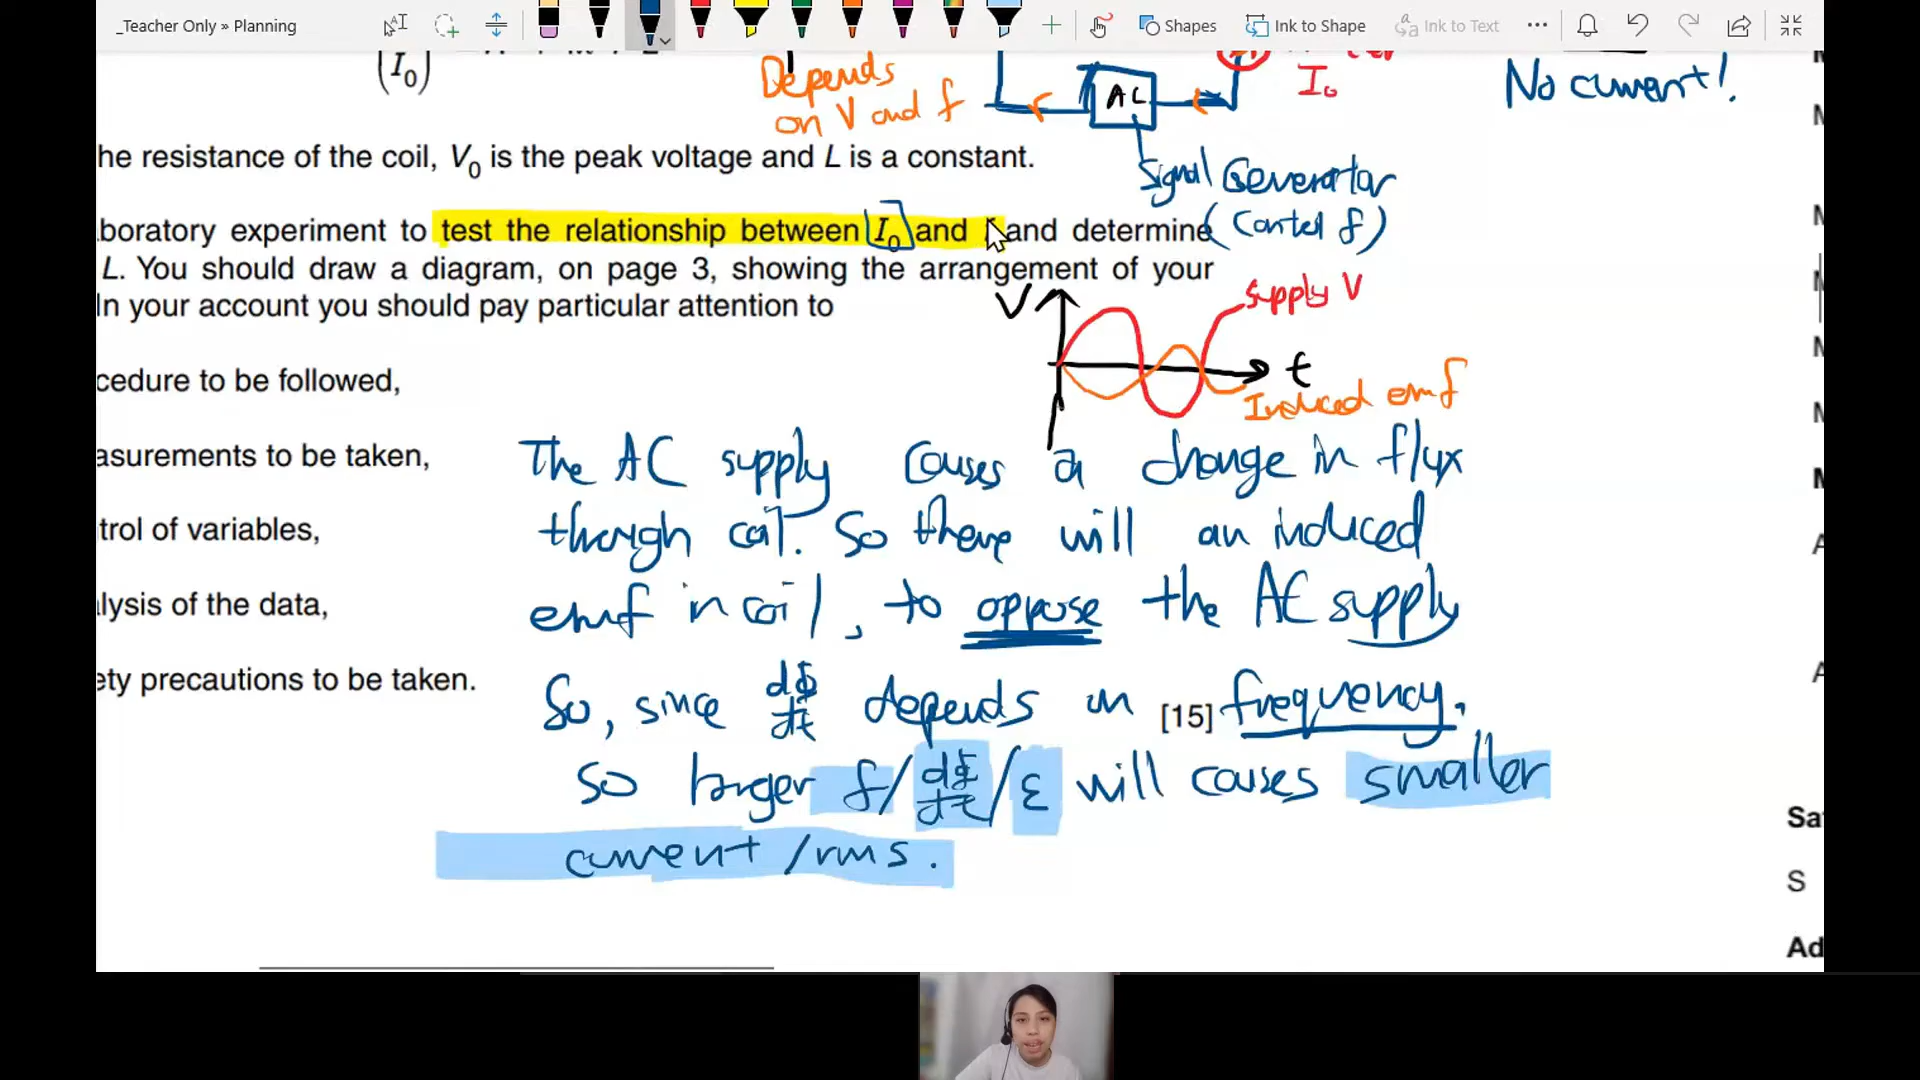 _Teacher Only » Planning
Shapes
Ink to Shape
Ink to Text
I₀
Depends
on V and f
AC
I₀
No current!
he resistance of the coil, V₀ is the peak voltage and L is a constant.
Signal Generator
(Control f)
boratory experiment to test the relationship between I₀ and and determine
L. You should draw a diagram, on page 3, showing the arrangement of your
In your account you should pay particular attention to
V
supply V
t
Induced emf
cedure to be followed,
asurements to be taken,
trol of variables,
lysis of the data,
ety precautions to be taken.
The AC supply causes a change in flux
through coil. So there will an induced
emf in coil, to oppose the AC supply
So, since dΦ/dt depends on [15] frequency.
so larger f/dΦ/dt/ε will causes smaller
current/rms.
Sa
S
Ad